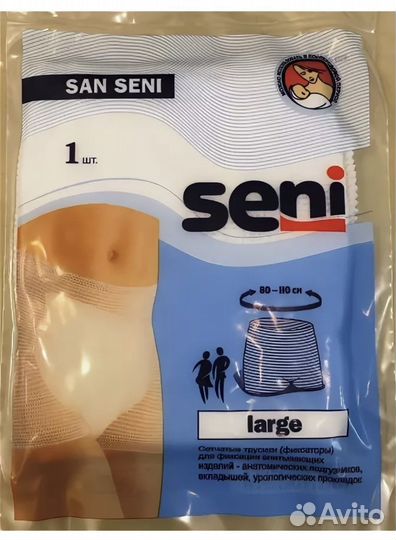 SAN SENI
1 шт.
seni
80–110 см
large
Сетчатые трусики (фиксаторы)
для фиксации впитывающих
изделий - анатомических подгузников,
вкладышей, урологических прокладок
Avito